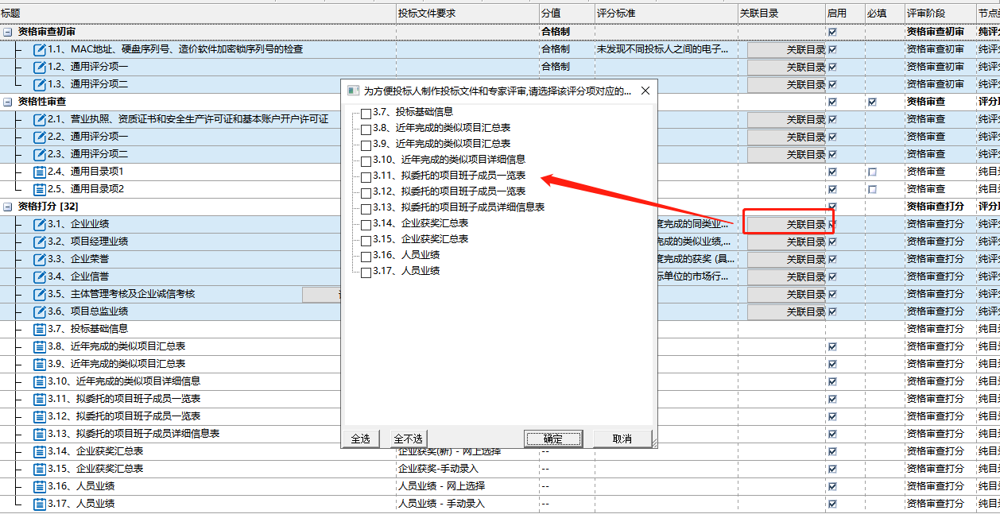 标题 投标文件要求 分值 评分标准 关联目录 启用 必填 评审阶段
资格审查初审 合格制 资格审查初审 纯评分
1.1、MAC地址、硬盘序列号、造价软件加密锁序列号的检查 合格制 未发现不同投标人之间的电子... 关联目录 资格审查初审 纯评
1.2、通用评分项一 合格制 关联目录 资格审查初审 纯评
1.3、通用评分项二 关联目录 资格审查初审 纯评
资格性审查 资格审查 评分
2.1、营业执照、资质证书和安全生产许可证和基本账户开户许可证 关联目录 资格审查 纯评
2.2、通用评分项一 关联目录 资格审查 纯评
2.3、通用评分项二 关联目录 资格审查 纯评
2.4、通用目录项1 资格审查 纯目
2.5、通用目录项2 资格审查 纯目
资格打分 [32] 资格审查打分 评分
3.1、企业业绩 度完成的同类业... 关联目录 资格审查打分 纯评
3.2、项目经理业绩 完成的类似业绩,... 关联目录 资格审查打分 纯评
3.3、企业荣誉 度完成的获奖 (具... 关联目录 资格审查打分 纯评
3.4、企业信誉 标单位的市场行... 关联目录 资格审查打分 纯评
3.5、主体管理考核及企业诚信考核 关联目录 资格审查打分 纯评
3.6、项目总监业绩 关联目录 资格审查打分 纯评
3.7、投标基础信息 资格审查打分 纯目
3.8、近年完成的类似项目汇总表 资格审查打分 纯目
3.9、近年完成的类似项目汇总表 资格审查打分 纯目
3.10、近年完成的类似项目详细信息 资格审查打分 纯目
3.11、拟委托的项目班子成员一览表 资格审查打分 纯目
3.12、拟委托的项目班子成员一览表 资格审查打分 纯目
3.13、拟委托的项目班子成员详细信息表 资格审查打分 纯目
3.14、企业获奖汇总表 企业获奖(新) - 网上选择 -- 资格审查打分 纯目
3.15、企业获奖汇总表 企业获奖-手动录入 -- 资格审查打分 纯目
3.16、人员业绩 人员业绩 - 网上选择 -- 资格审查打分 纯目
3.17、人员业绩 人员业绩 - 手动录入 -- 资格审查打分 纯目
为方便投标人制作投标文件和专家评审,请选择该评分项对应的...
3.7、投标基础信息
3.8、近年完成的类似项目汇总表
3.9、近年完成的类似项目汇总表
3.10、近年完成的类似项目详细信息
3.11、拟委托的项目班子成员一览表
3.12、拟委托的项目班子成员一览表
3.13、拟委托的项目班子成员详细信息表
3.14、企业获奖汇总表
3.15、企业获奖汇总表
3.16、人员业绩
3.17、人员业绩
全选 全不选 确定 取消